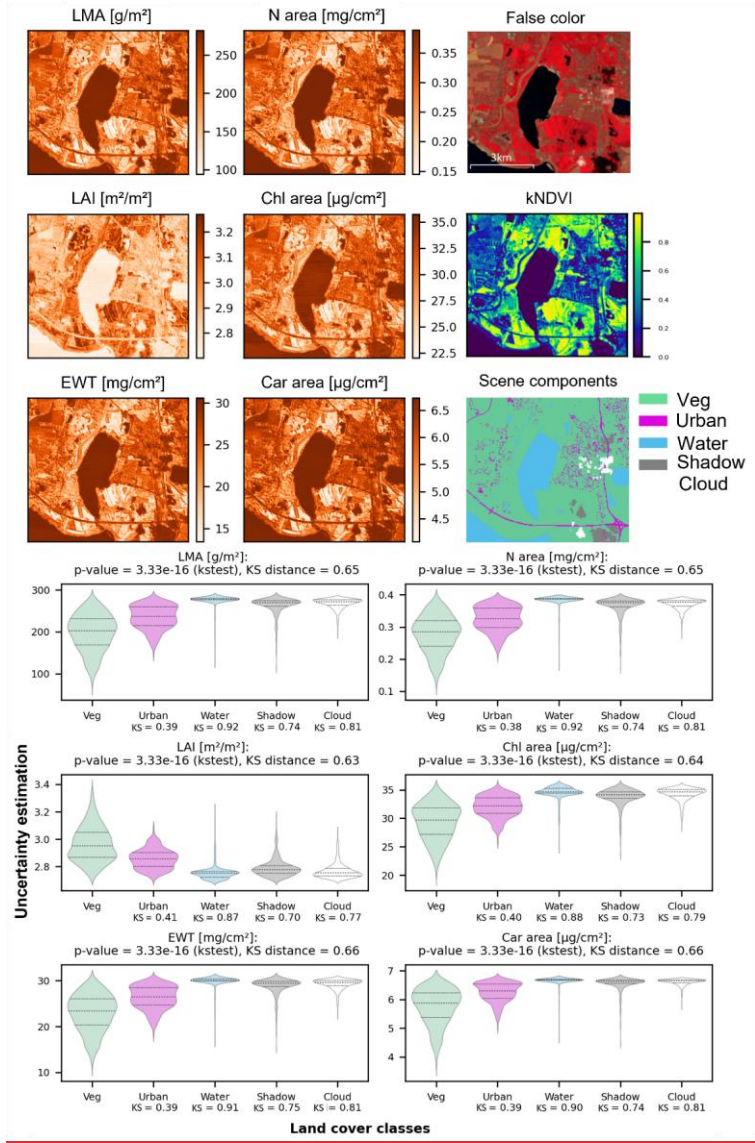 LMA [g/m²] N area [mg/cm²] False color
250 0.35
200 0.30
0.25
150 0.20
100 0.15
3km
LAI [m²/m²] Chl area [µg/cm²] kNDVI
3.2 35.0
3.1 32.5 0.8
3.0 30.0 0.6
2.9 27.5 0.4
2.8 25.0 0.2
22.5 0.0
EWT [mg/cm²] Car area [µg/cm²] Scene components
30 6.5 Veg
6.0 Urban
25 5.5 Water
20 5.0 Shadow
15 4.5 Cloud
LMA [g/m²]:
p-value = 3.33e-16 (kstest), KS distance = 0.65
300
200
100
Veg Urban Water Shadow Cloud
KS = 0.39 KS = 0.92 KS = 0.74 KS = 0.81
N area [mg/cm²]:
p-value = 3.33e-16 (kstest), KS distance = 0.65
0.4
0.3
0.2
0.1
Veg Urban Water Shadow Cloud
KS = 0.38 KS = 0.92 KS = 0.74 KS = 0.81
Uncertainty estimation
LAI [m²/m²]:
p-value = 3.33e-16 (kstest), KS distance = 0.63
3.4
3.2
3.0
2.8
Veg Urban Water Shadow Cloud
KS = 0.41 KS = 0.87 KS = 0.70 KS = 0.77
Chl area [µg/cm²]:
p-value = 3.33e-16 (kstest), KS distance = 0.64
35
30
25
20
Veg Urban Water Shadow Cloud
KS = 0.40 KS = 0.88 KS = 0.73 KS = 0.79
EWT [mg/cm²]:
p-value = 3.33e-16 (kstest), KS distance = 0.66
30
20
10
Veg Urban Water Shadow Cloud
KS = 0.39 KS = 0.91 KS = 0.75 KS = 0.81
Car area [µg/cm²]:
p-value = 3.33e-16 (kstest), KS distance = 0.66
7
6
5
4
Veg Urban Water Shadow Cloud
KS = 0.39 KS = 0.90 KS = 0.74 KS = 0.81
Land cover classes